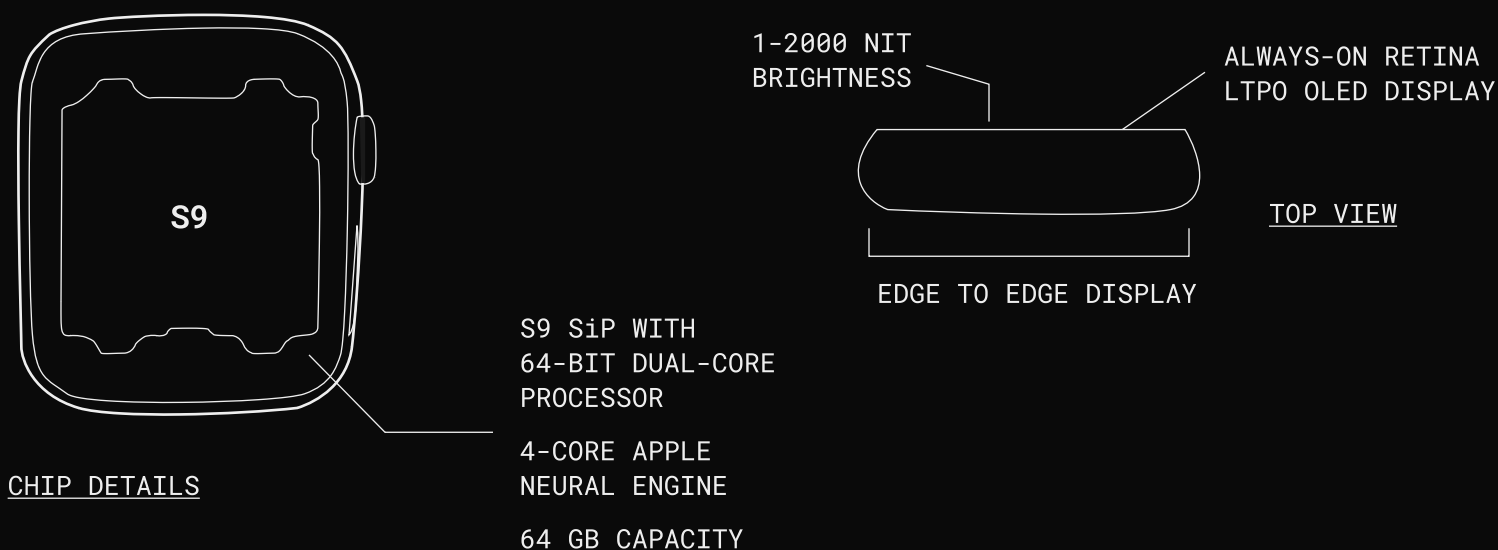 S9
CHIP DETAILS
S9 SiP WITH
64-BIT DUAL-CORE
PROCESSOR
4-CORE APPLE
NEURAL ENGINE
64 GB CAPACITY
1-2000 NIT
BRIGHTNESS
ALWAYS-ON RETINA
LTPO OLED DISPLAY
TOP VIEW
EDGE TO EDGE DISPLAY